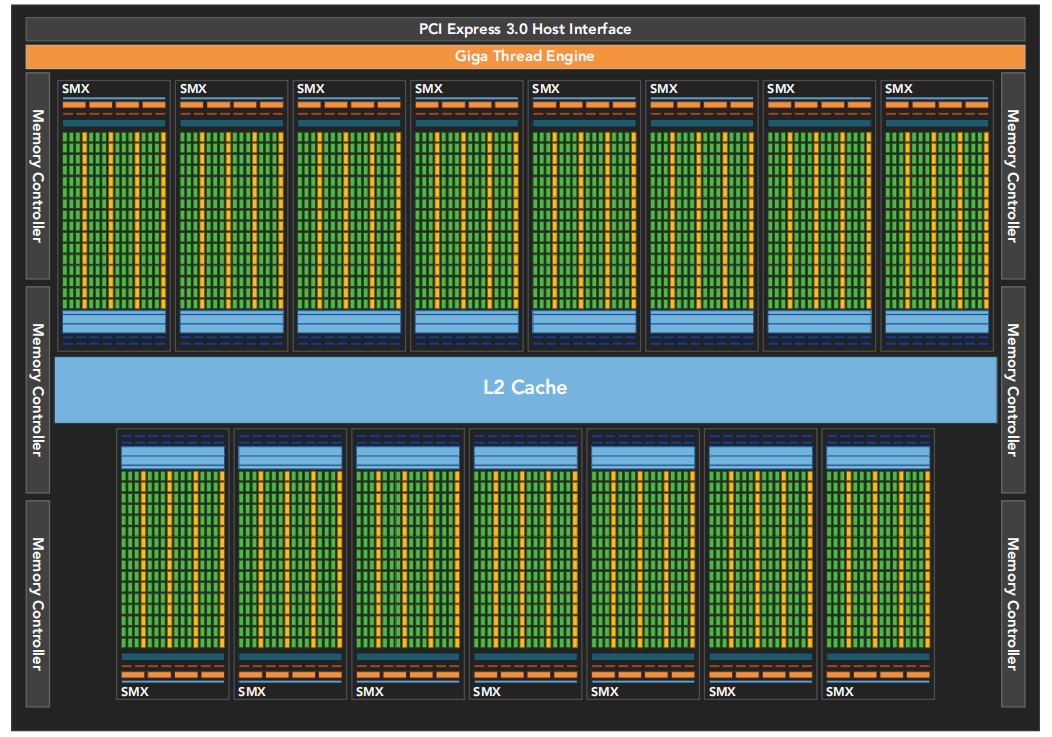 PCI Express 3.0 Host Interface
Giga Thread Engine
Memory Controller
Memory Controller
SMX
SMX
SMX
SMX
SMX
SMX
SMX
SMX
Memory Controller
Memory Controller
L2 Cache
Memory Controller
Memory Controller
SMX
SMX
SMX
SMX
SMX
SMX
SMX